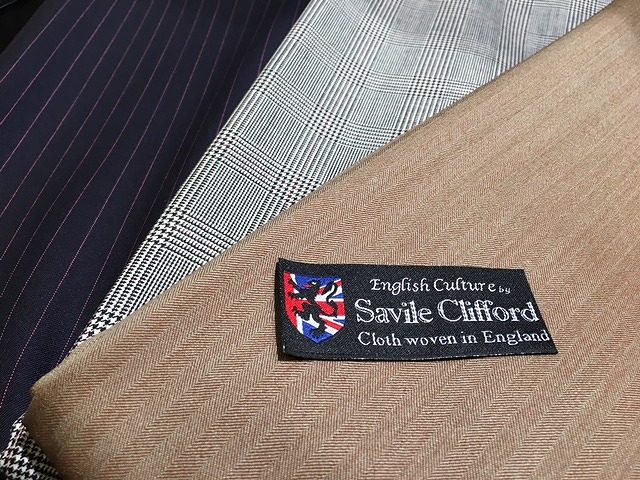 English Culture by
Savile Clifford
Cloth woven in England